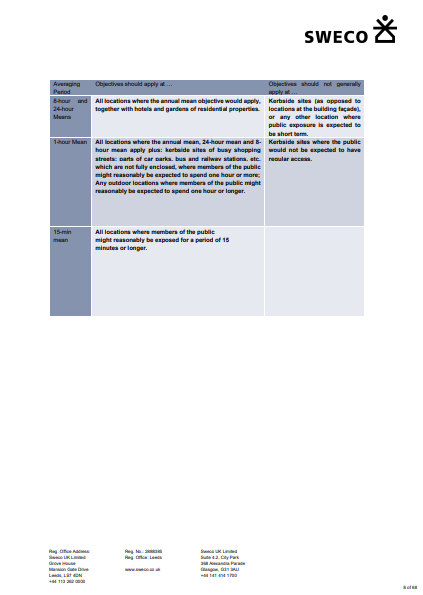 SWECO
Averaging Period
Objectives should apply at ...
Objectives should not generally apply at ...
8-hour and 24-hour Means
All locations where the annual mean objective would apply,
together with hotels and gardens of residential properties.
Kerbside sites (as opposed to
locations at the building façade),
or any other location where
public exposure is expected to
be short term.
1-hour Mean
All locations where the annual mean, 24-hour mean and 8-
hour mean apply plus: kerbside sites of busy shopping
streets; parts of car parks, bus and railway stations, etc.
which are not fully enclosed, where members of the public
might reasonably be expected to spend one hour or more;
Any outdoor locations where members of the public might
reasonably be expected to spend one hour or longer.
Kerbside sites where the public
would not be expected to have
regular access.
15-min mean
All locations where members of the public
might reasonably be exposed for a period of 15
minutes or longer.
Reg. Office Address:
Sweco UK Limited
Grove House
Mansion Gate Drive
Leeds, LS7 4DN
+44 113 262 0000
Reg. No.: 2888385
Reg. Office: Leeds
www.sweco.co.uk
Sweco UK Limited
Suite 4.2, City Park
368 Alexandra Parade
Glasgow, G31 3AU
+44 141 414 1700
8 of 68